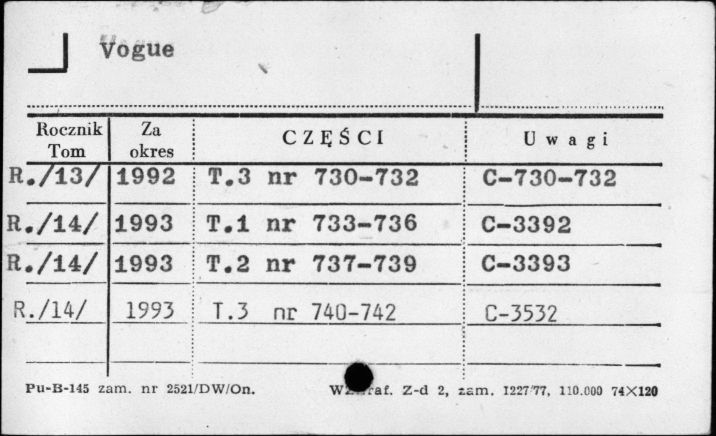 Vogue
Rocznik Tom Za okres CZĘŚCI Uwagi
R./13/ 1992 T.3 nr 730-732 C-730-732
R./14/ 1993 T.1 nr 733-736 C-3392
R./14/ 1993 T.2 nr 737-739 C-3393
R./14/ 1993 T.3 nr 740-742 C-3532
Pu-B-145 zam. nr 2521/DW/On. Z-d 2, zam. 1227/77, 110.000 74×120